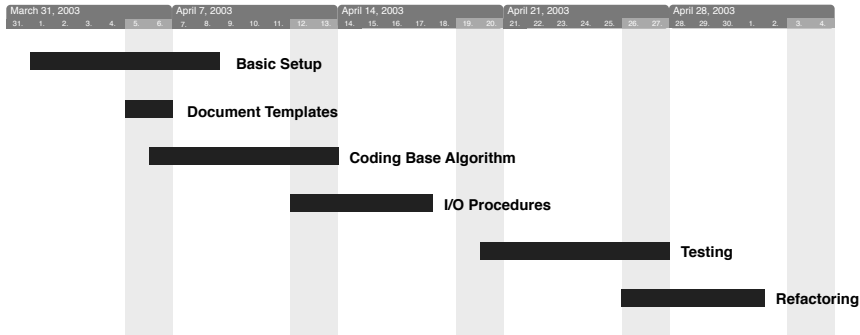 March 31, 2003 April 7, 2003 April 14, 2003 April 21, 2003 April 28, 2003
31. 1. 2. 3. 4. 5. 6. 7. 8. 9. 10. 11. 12. 13. 14. 15. 16. 17. 18. 19. 20. 21. 22. 23. 24. 25. 26. 27. 28. 29. 30. 1. 2. 3. 4.
Basic Setup
Document Templates
Coding Base Algorithm
I/O Procedures
Testing
Refactoring